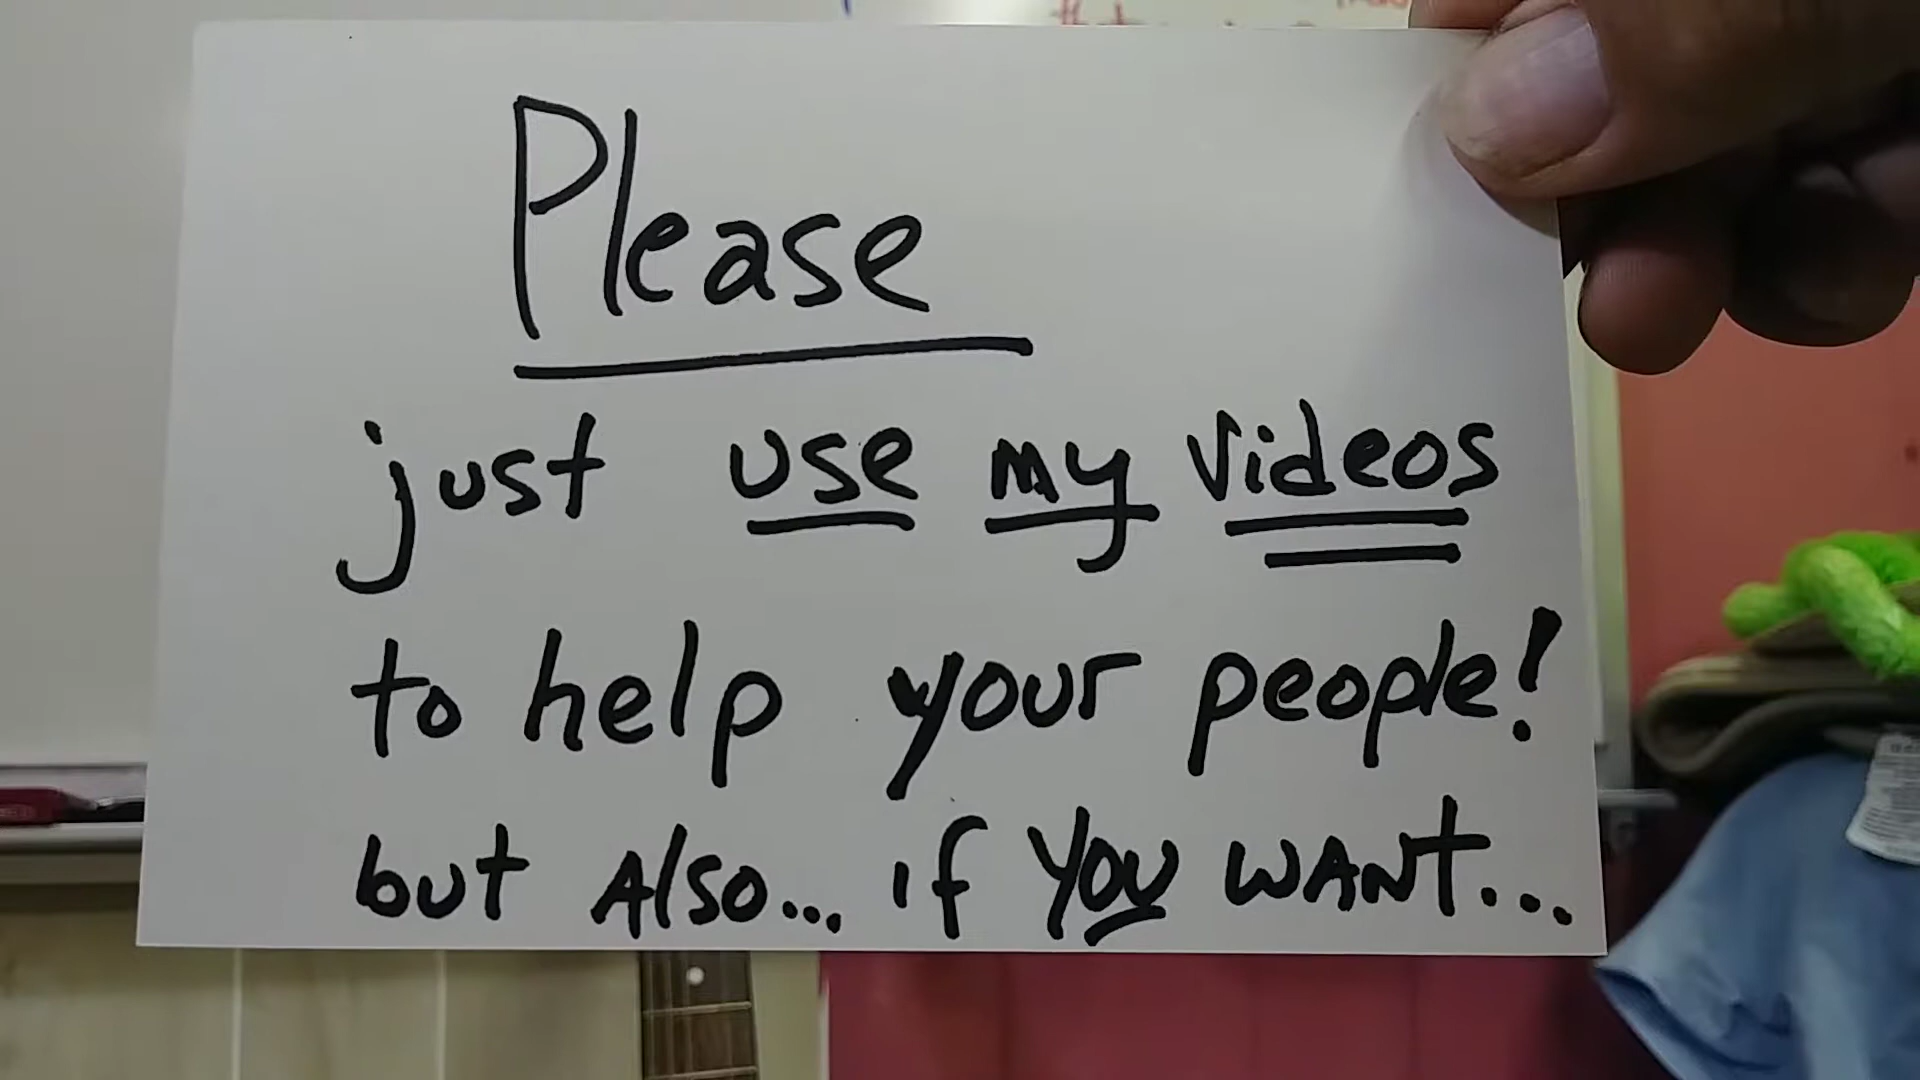 Please
just use my videos
to help your people!
but Also... if you WANT...